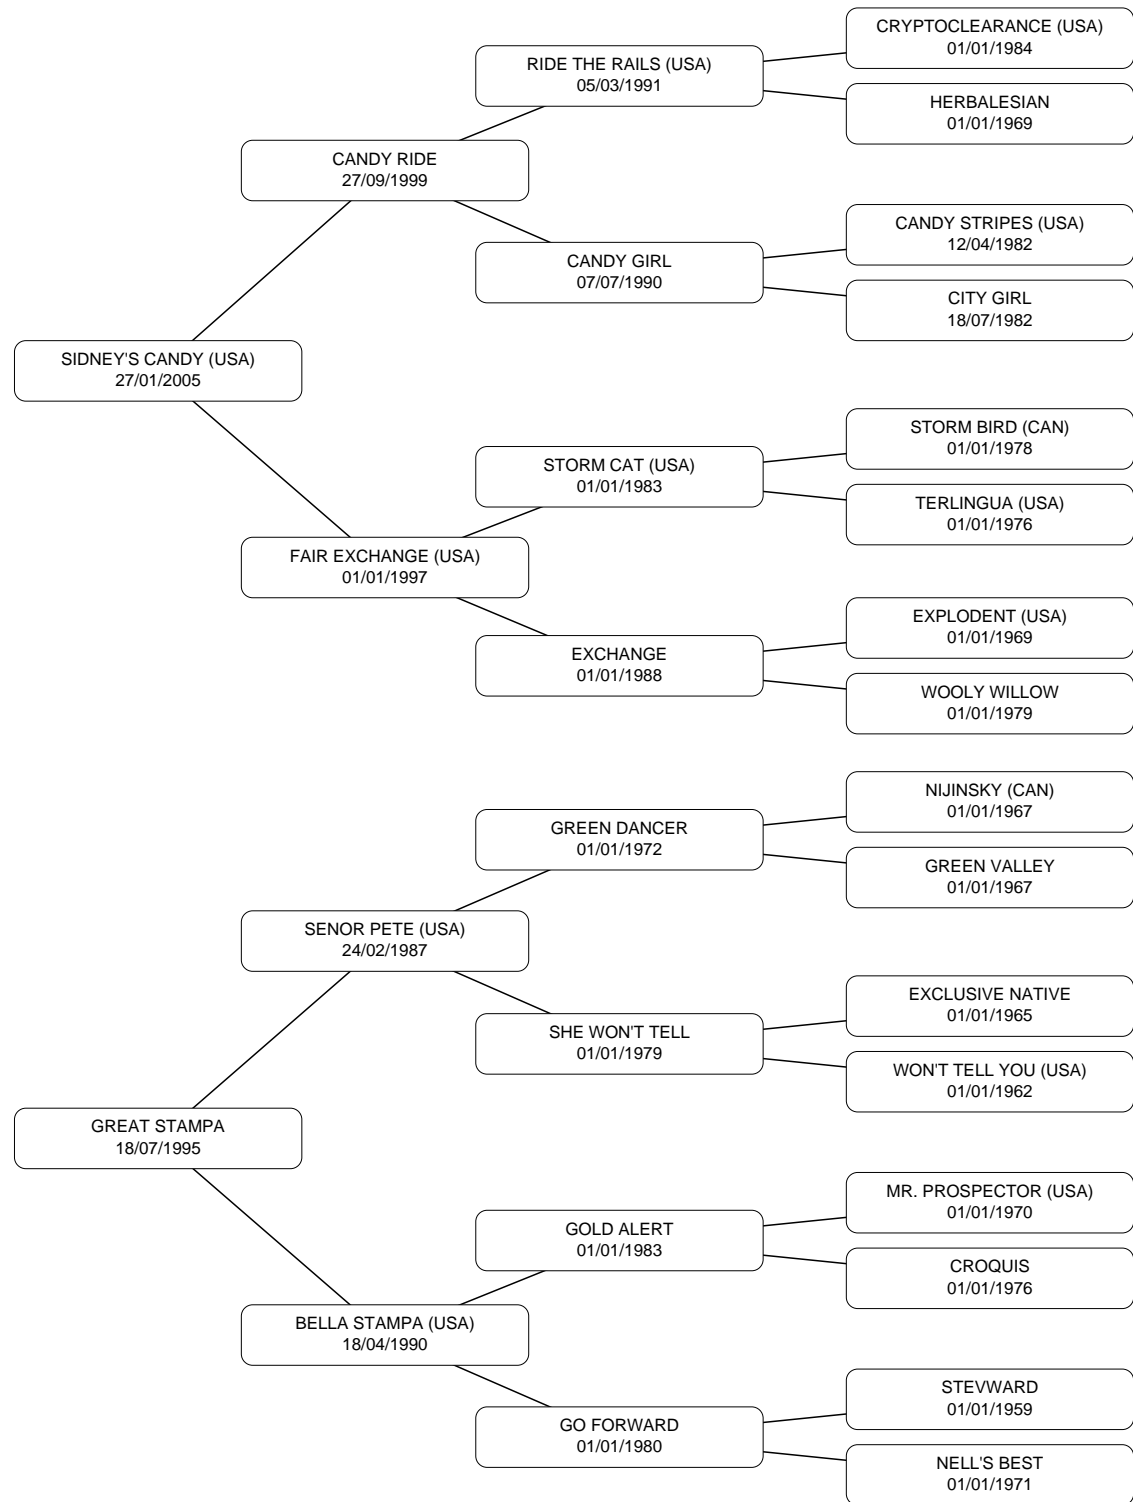 CRYPTOCLEARANCE (USA)
01/01/1984
RIDE THE RAILS (USA)
05/03/1991
HERBALESIAN
01/01/1969
CANDY RIDE
27/09/1999
CANDY STRIPES (USA)
12/04/1982
CANDY GIRL
07/07/1990
CITY GIRL
18/07/1982
SIDNEY'S CANDY (USA)
27/01/2005
STORM BIRD (CAN)
01/01/1978
STORM CAT (USA)
01/01/1983
TERLINGUA (USA)
01/01/1976
FAIR EXCHANGE (USA)
01/01/1997
EXPLODENT (USA)
01/01/1969
EXCHANGE
01/01/1988
WOOLY WILLOW
01/01/1979
NIJINSKY (CAN)
01/01/1967
GREEN DANCER
01/01/1972
GREEN VALLEY
01/01/1967
SENOR PETE (USA)
24/02/1987
EXCLUSIVE NATIVE
01/01/1965
SHE WON'T TELL
01/01/1979
WON'T TELL YOU (USA)
01/01/1962
GREAT STAMPA
18/07/1995
MR. PROSPECTOR (USA)
01/01/1970
GOLD ALERT
01/01/1983
CROQUIS
01/01/1976
BELLA STAMPA (USA)
18/04/1990
STEVWARD
01/01/1959
GO FORWARD
01/01/1980
NELL'S BEST
01/01/1971